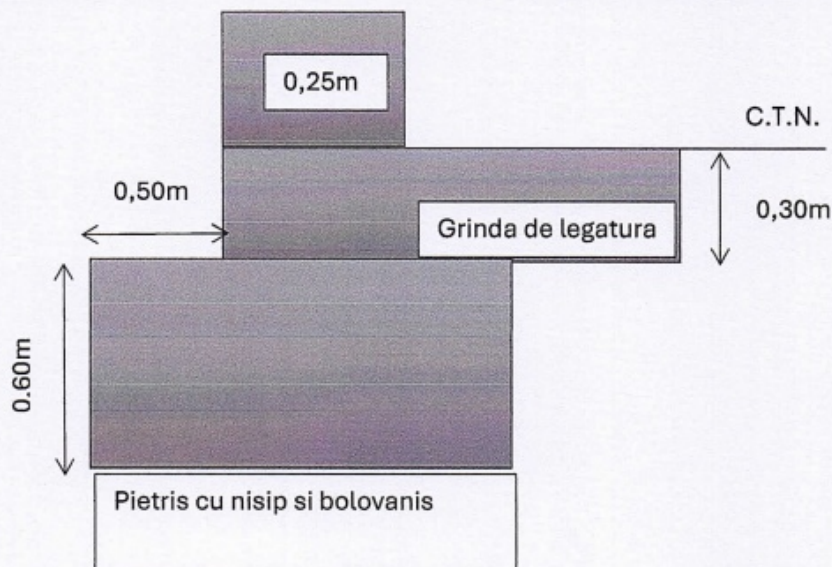 0,25m
C.T.N.
0,50m
0,30m
Grinda de legatura
0.60m
Pietris cu nisip si bolovanis